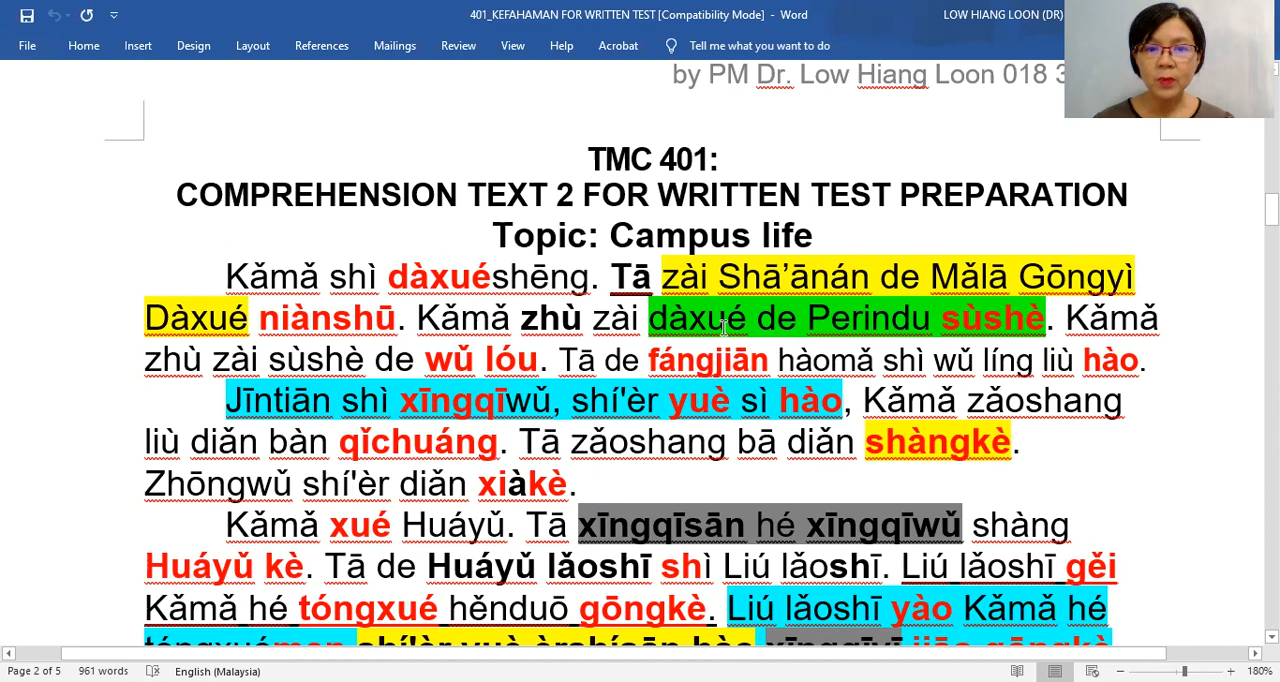 401_KEFAHAMAN FOR WRITTEN TEST [Compatibility Mode] - Word
LOW HIANG LOON (DR)
File Home Insert Design Layout References Mailings Review View Help Acrobat Tell me what you want to do
by PM Dr. Low Hiang Loon 018 3
TMC 401:
COMPREHENSION TEXT 2 FOR WRITTEN TEST PREPARATION
Topic: Campus life
Kǎmǎ shì dàxuéshēng. Tā zài Shā’ānán de Mǎlā Gōngyì
Dàxué niànshū. Kǎmǎ zhù zài dàxué de Perindu sùshè. Kǎmǎ
zhù zài sùshè de wǔ lóu. Tā de fángjiān hàomǎ shì wǔ líng liù hào.
Jīntiān shì xīngqīwǔ, shí'èr yuè sì hào, Kǎmǎ zǎoshang
liù diǎn bàn qǐchuáng. Tā zǎoshang bā diǎn shàngkè.
Zhōngwǔ shí'èr diǎn xiàkè.
Kǎmǎ xué Huáyǔ. Tā xīngqīsān hé xīngqīwǔ shàng
Huáyǔ kè. Tā de Huáyǔ lǎoshī shì Liú lǎoshī. Liú lǎoshī gěi
Kǎmǎ hé tóngxué hěnduō gōngkè. Liú lǎoshī yào Kǎmǎ hé
Page 2 of 5 961 words English (Malaysia) 180%